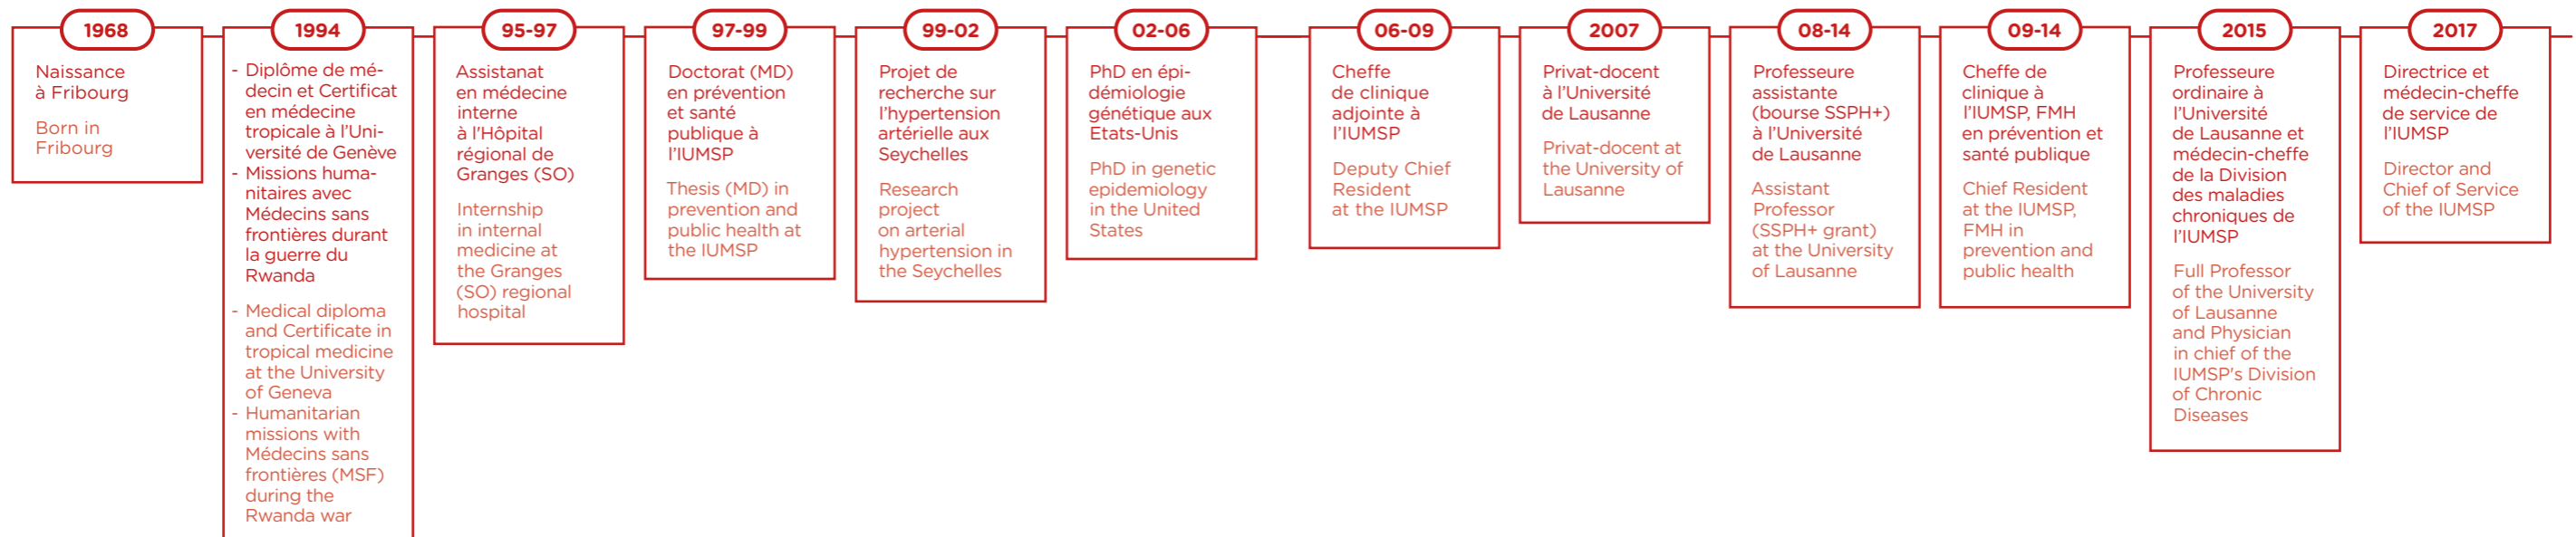 1968
Naissance
à Fribourg
Born in
Fribourg
1994
- Diplôme de mé-
decin et Certificat
en médecine
tropicale à l'Uni-
versité de Genève
- Missions huma-
nitaires avec
Médecins sans
frontières durant
la guerre du
Rwanda
- Medical diploma
and Certificate in
tropical medicine
at the University
of Geneva
- Humanitarian
missions with
Médecins sans
frontières (MSF)
during the
Rwanda war
95-97
Assistanat
en médecine
interne
à l'Hôpital
régional de
Granges (SO)
Internship
in internal
medicine at
the Granges
(SO) regional
hospital
97-99
Doctorat (MD)
en prévention
et santé
publique à
l'IUMSP
Thesis (MD) in
prevention and
public health at
the IUMSP
99-02
Projet de
recherche sur
l'hypertension
artérielle aux
Seychelles
Research
project
on arterial
hypertension in
the Seychelles
02-06
PhD en épi-
démiologie
génétique aux
Etats-Unis
PhD in genetic
epidemiology
in the United
States
06-09
Cheffe
de clinique
adjointe à
l'IUMSP
Deputy Chief
Resident
at the IUMSP
2007
Privat-docent
à l'Université
de Lausanne
Privat-docent at
the University of
Lausanne
08-14
Professeure
assistante
(bourse SSPH+)
à l'Université
de Lausanne
Assistant
Professor
(SSPH+ grant)
at the University
of Lausanne
09-14
Cheffe de
clinique à
l'IUMSP, FMH
en prévention et
santé publique
Chief Resident
at the IUMSP,
FMH in
prevention and
public health
2015
Professeure
ordinaire à
l'Université
de Lausanne et
médecin-cheffe
de la Division
des maladies
chroniques de
l'IUMSP
Full Professor
of the University
of Lausanne
and Physician
in chief of the
IUMSP's Division
of Chronic
Diseases
2017
Directrice et
médecin-cheffe
de service de
l'IUMSP
Director and
Chief of Service
of the IUMSP